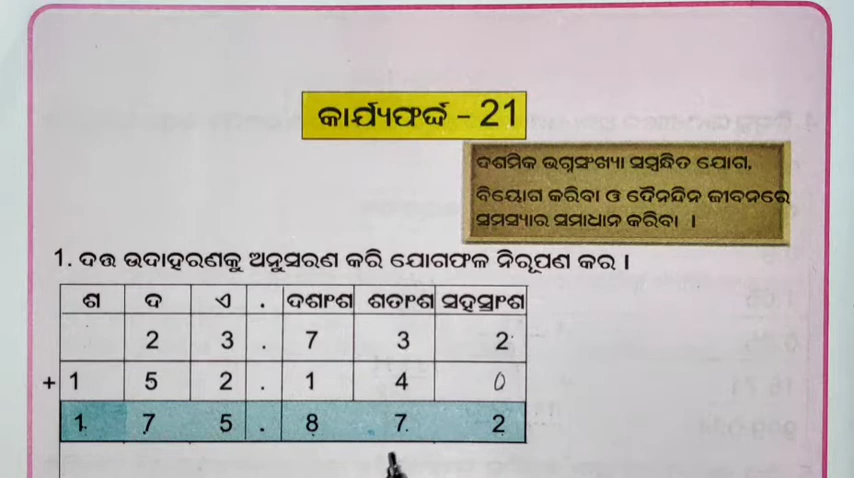 କାର୍ଯ୍ୟଫର୍ଦ୍ଦ - 21
ଦଶମିକ ଭଗ୍ନସଂଖ୍ୟା ସମ୍ବନ୍ଧିତ ଯୋଗ,
ବିୟୋଗ କରିବା ଓ ଦୈନନ୍ଦିନ ଜୀବନରେ
ସମସ୍ୟାର ସମାଧାନ କରିବା ।
1. ଦତ୍ତ ଉଦାହରଣକୁ ଅନୁସରଣ କରି ଯୋଗଫଳ ନିରୂପଣ କର ।
ଶ ଦ ଏ . ଦଶାଂଶ ଶତାଂଶ ସହସ୍ରାଂଶ
2 3 . 7 3 2
+ 1 5 2 . 1 4 0
1 7 5 . 8 7 2